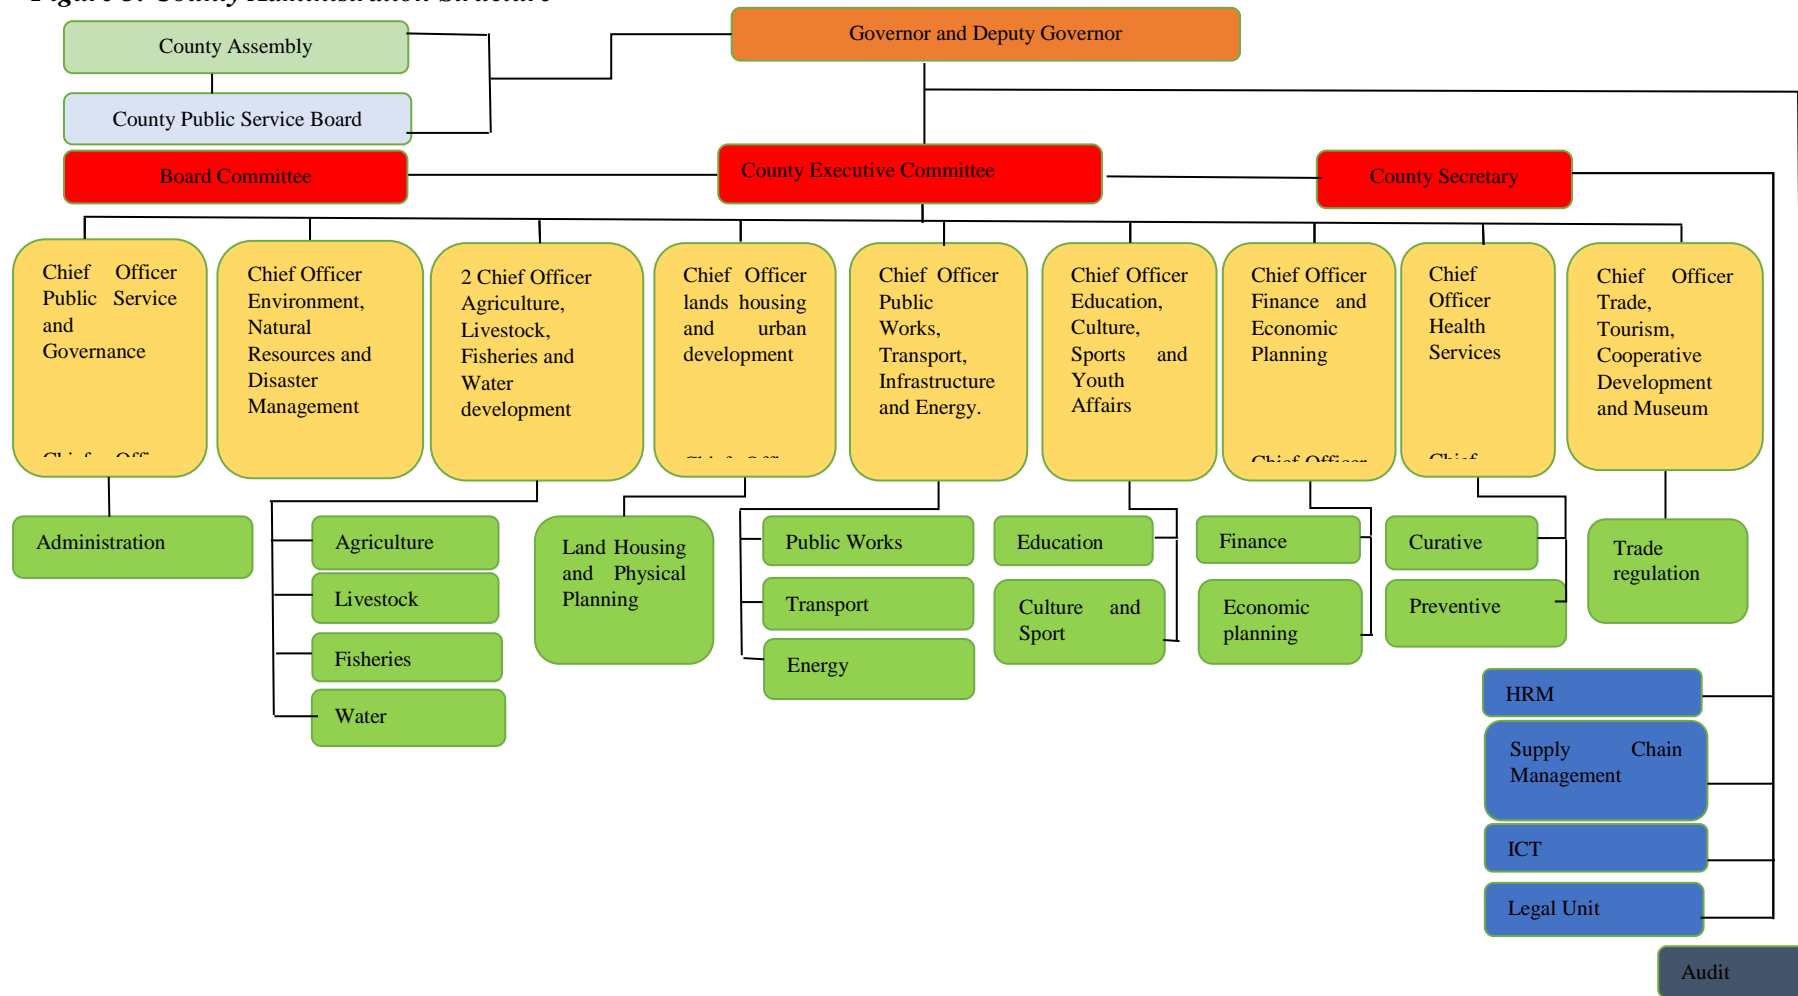 County Assembly
Governor and Deputy Governor
County Public Service Board
Board Committee
County Executive Committee
County Secretary
Chief Officer
Public Service
and
Governance
Chief Officer
Environment,
Natural
Resources and
Disaster
Management
2 Chief Officer
Agriculture,
Livestock,
Fisheries and
Water
development
Chief Officer
lands housing
and urban
development
Chief Officer
Public
Works,
Transport,
Infrastructure
and Energy.
Chief Officer
Education,
Culture,
Sports and
Youth
Affairs
Chief Officer
Finance and
Economic
Planning
Chief Officer
Chief
Officer
Health
Services
Chief
Chief Officer
Trade,
Tourism,
Cooperative
Development
and Museum
Administration
Agriculture
Livestock
Fisheries
Water
Land Housing
and Physical
Planning
Public Works
Transport
Energy
Education
Culture and
Sport
Finance
Economic
planning
Curative
Preventive
Trade
regulation
HRM
Supply Chain
Management
ICT
Legal Unit
Audit